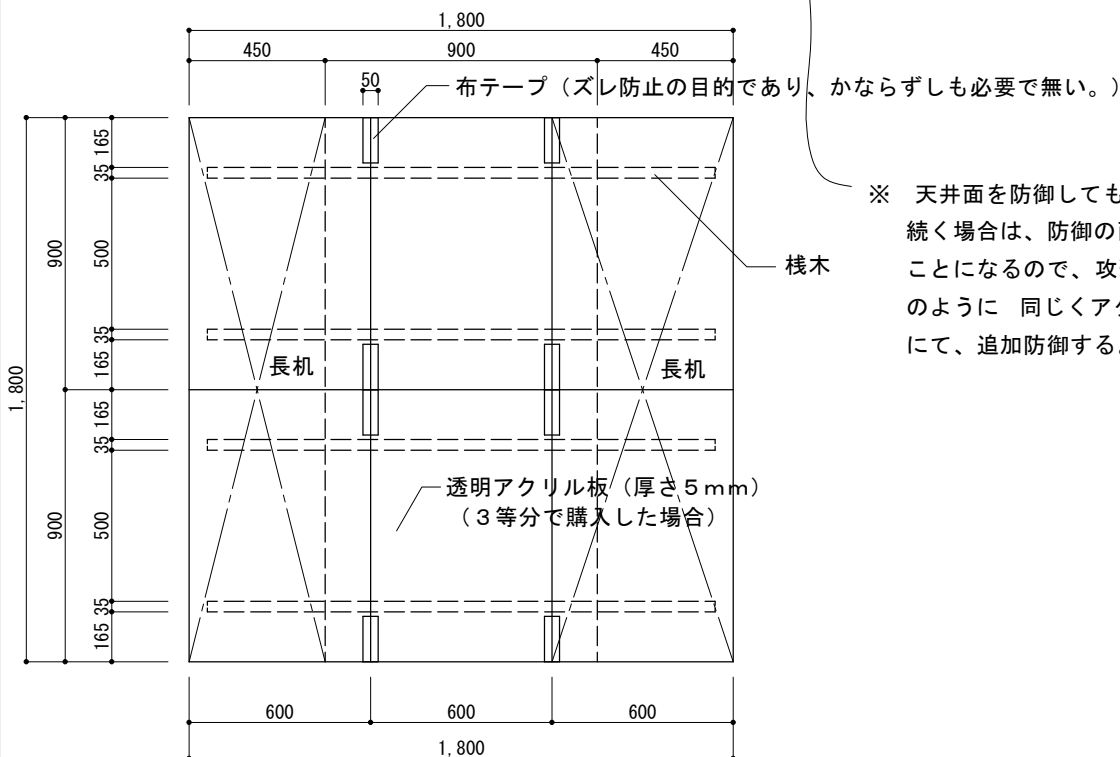 1,800
450
900
450
50
布テープ（ズレ防止の目的であり、かならずしも必要で無い。）
165
35
※　天井面を防御しても
続く場合は、防御の
ことになるので、攻
のように　同じくア
にて、追加防御する
900
500
桟木
35
165
長机
長机
1,800
165
35
透明アクリル板（厚さ５ｍｍ）
（３等分で購入した場合）
900
500
35
165
600
600
600
1,800